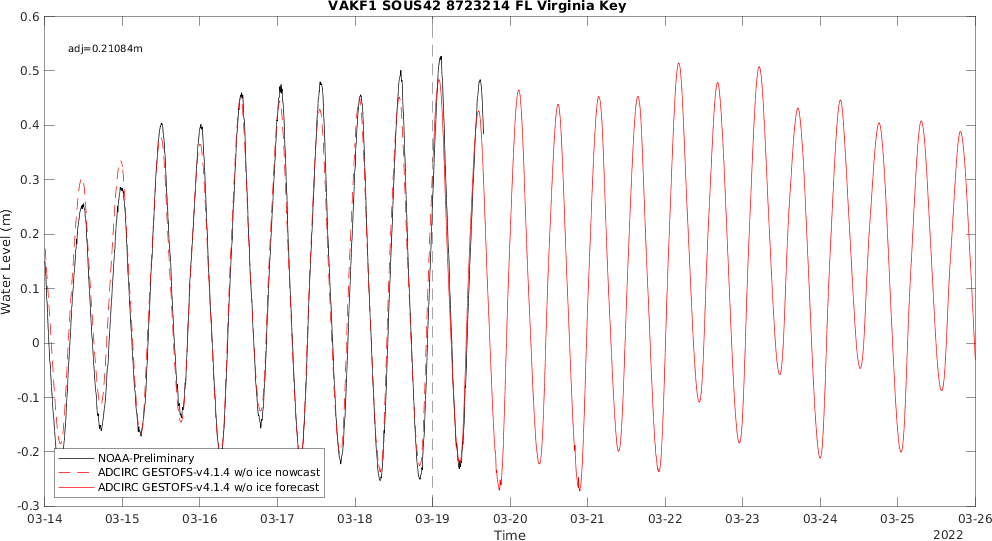 VAKF1 SOUS42 8723214 FL Virginia Key
adj=0.21084m
Water Level (m)
0.6
0.5
0.4
0.3
0.2
0.1
0
-0.1
-0.2
-0.3
NOAA-Preliminary
ADCIRC GESTOFS-v4.1.4 w/o ice nowcast
ADCIRC GESTOFS-v4.1.4 w/o ice forecast
03-14 03-15 03-16 03-17 03-18 03-19 03-20 03-21 03-22 03-23 03-24 03-25 03-26
Time
2022